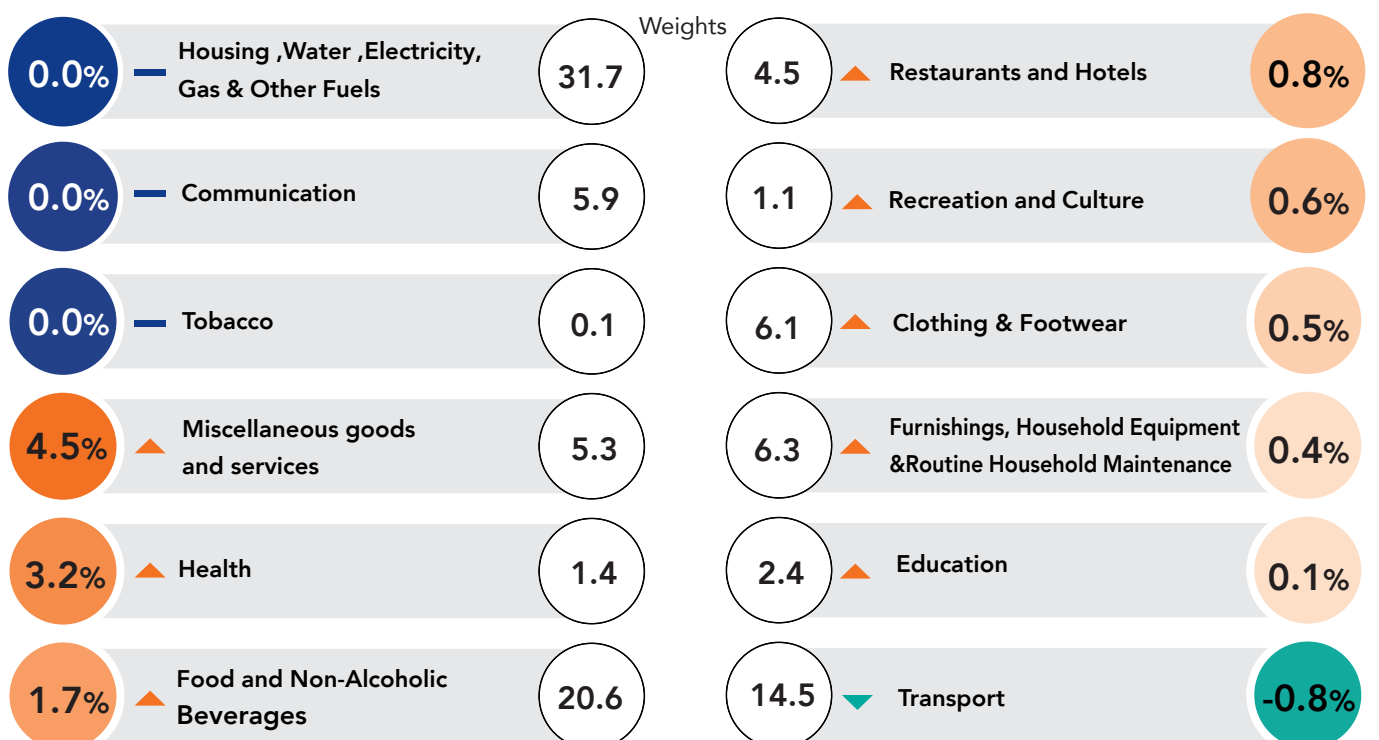 Weights
0.0%
Housing ,Water ,Electricity,
Gas & Other Fuels
31.7
0.0%
Communication
5.9
0.0%
Tobacco
0.1
4.5%
Miscellaneous goods
and services
5.3
3.2%
Health
1.4
1.7%
Food and Non-Alcoholic
Beverages
20.6
4.5
Restaurants and Hotels
0.8%
1.1
Recreation and Culture
0.6%
6.1
Clothing & Footwear
0.5%
6.3
Furnishings, Household Equipment
&Routine Household Maintenance
0.4%
2.4
Education
0.1%
14.5
Transport
-0.8%